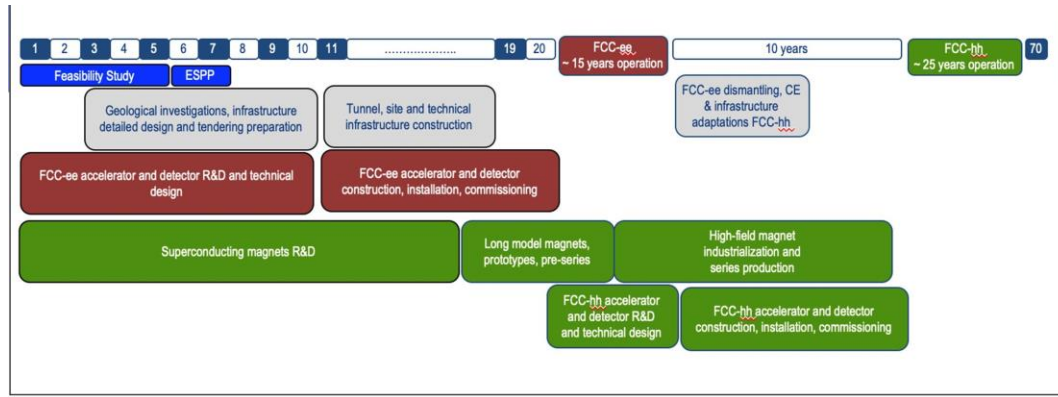 1 2 3 4 5 6 7 8 9 10 11 ………………… 19 20
FCC-ee
~ 15 years operation
10 years
FCC-hh
~ 25 years operation
70
Feasibility Study
ESPP
Geological investigations, infrastructure
detailed design and tendering preparation
Tunnel, site and technical
infrastructure construction
FCC-ee dismantling, CE
& infrastructure
adaptations FCC-hh
FCC-ee accelerator and detector R&D and technical
design
FCC-ee accelerator and detector
construction, installation, commissioning
Superconducting magnets R&D
Long model magnets,
prototypes, pre-series
High-field magnet
industrialization and
series production
FCC-hh accelerator
and detector R&D
and technical design
FCC-hh accelerator and detector
construction, installation, commissioning